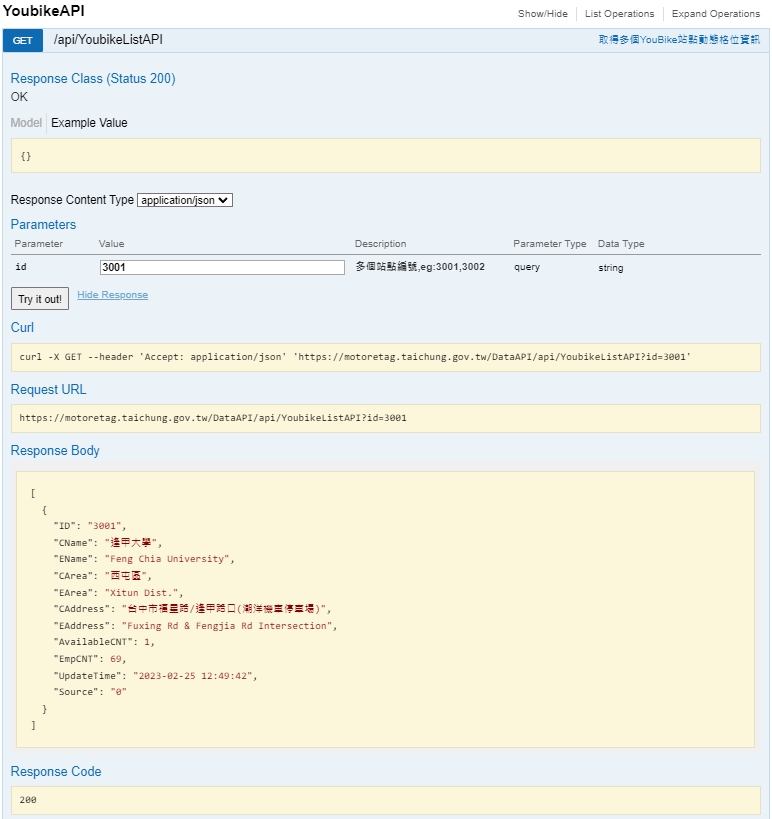 YoubikeAPI
Show/Hide List Operations Expand Operations
GET /api/YoubikeListAPI 取得多個YouBike站點動態格位資訊
Response Class (Status 200)
OK
Model Example Value
{}
Response Content Type application/json
Parameters
Parameter Value Description Parameter Type Data Type
id 3001 多個站點編號,eg:3001,3002 query string
Try it out! Hide Response
Curl
curl -X GET --header 'Accept: application/json' 'https://motoretag.taichung.gov.tw/DataAPI/api/YoubikeListAPI?id=3001'
Request URL
https://motoretag.taichung.gov.tw/DataAPI/api/YoubikeListAPI?id=3001
Response Body
[
{
"ID": "3001",
"CName": "逢甲大學",
"EName": "Feng Chia University",
"CArea": "西屯區",
"EArea": "Xitun Dist.",
"CAddress": "台中市福星路/逢甲路口(潮洋機車停車場)",
"EAddress": "Fuxing Rd & Fengjia Rd Intersection",
"AvailableCNT": 1,
"EmpCNT": 69,
"UpdateTime": "2023-02-25 12:49:42",
"Source": "0"
}
]
Response Code
200